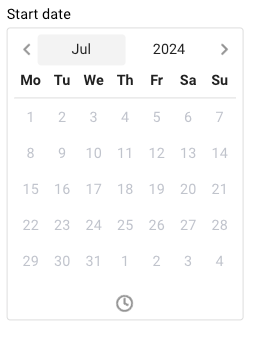 Start date
Jul 2024
Mo Tu We Th Fr Sa Su
1 2 3 4 5 6 7
8 9 10 11 12 13 14
15 16 17 18 19 20 21
22 23 24 25 26 27 28
29 30 31 1 2 3 4